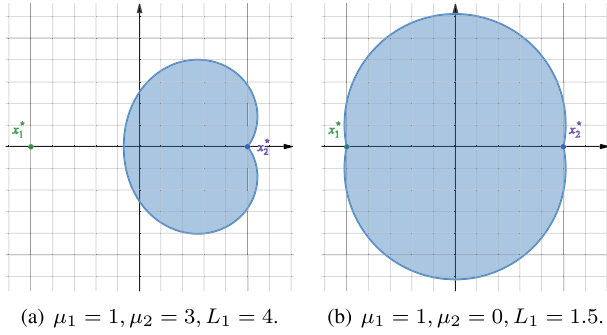 x₁* x₂* x₁* x₂*
(a) μ₁ = 1, μ₂ = 3, L₁ = 4. (b) μ₁ = 1, μ₂ = 0, L₁ = 1.5.